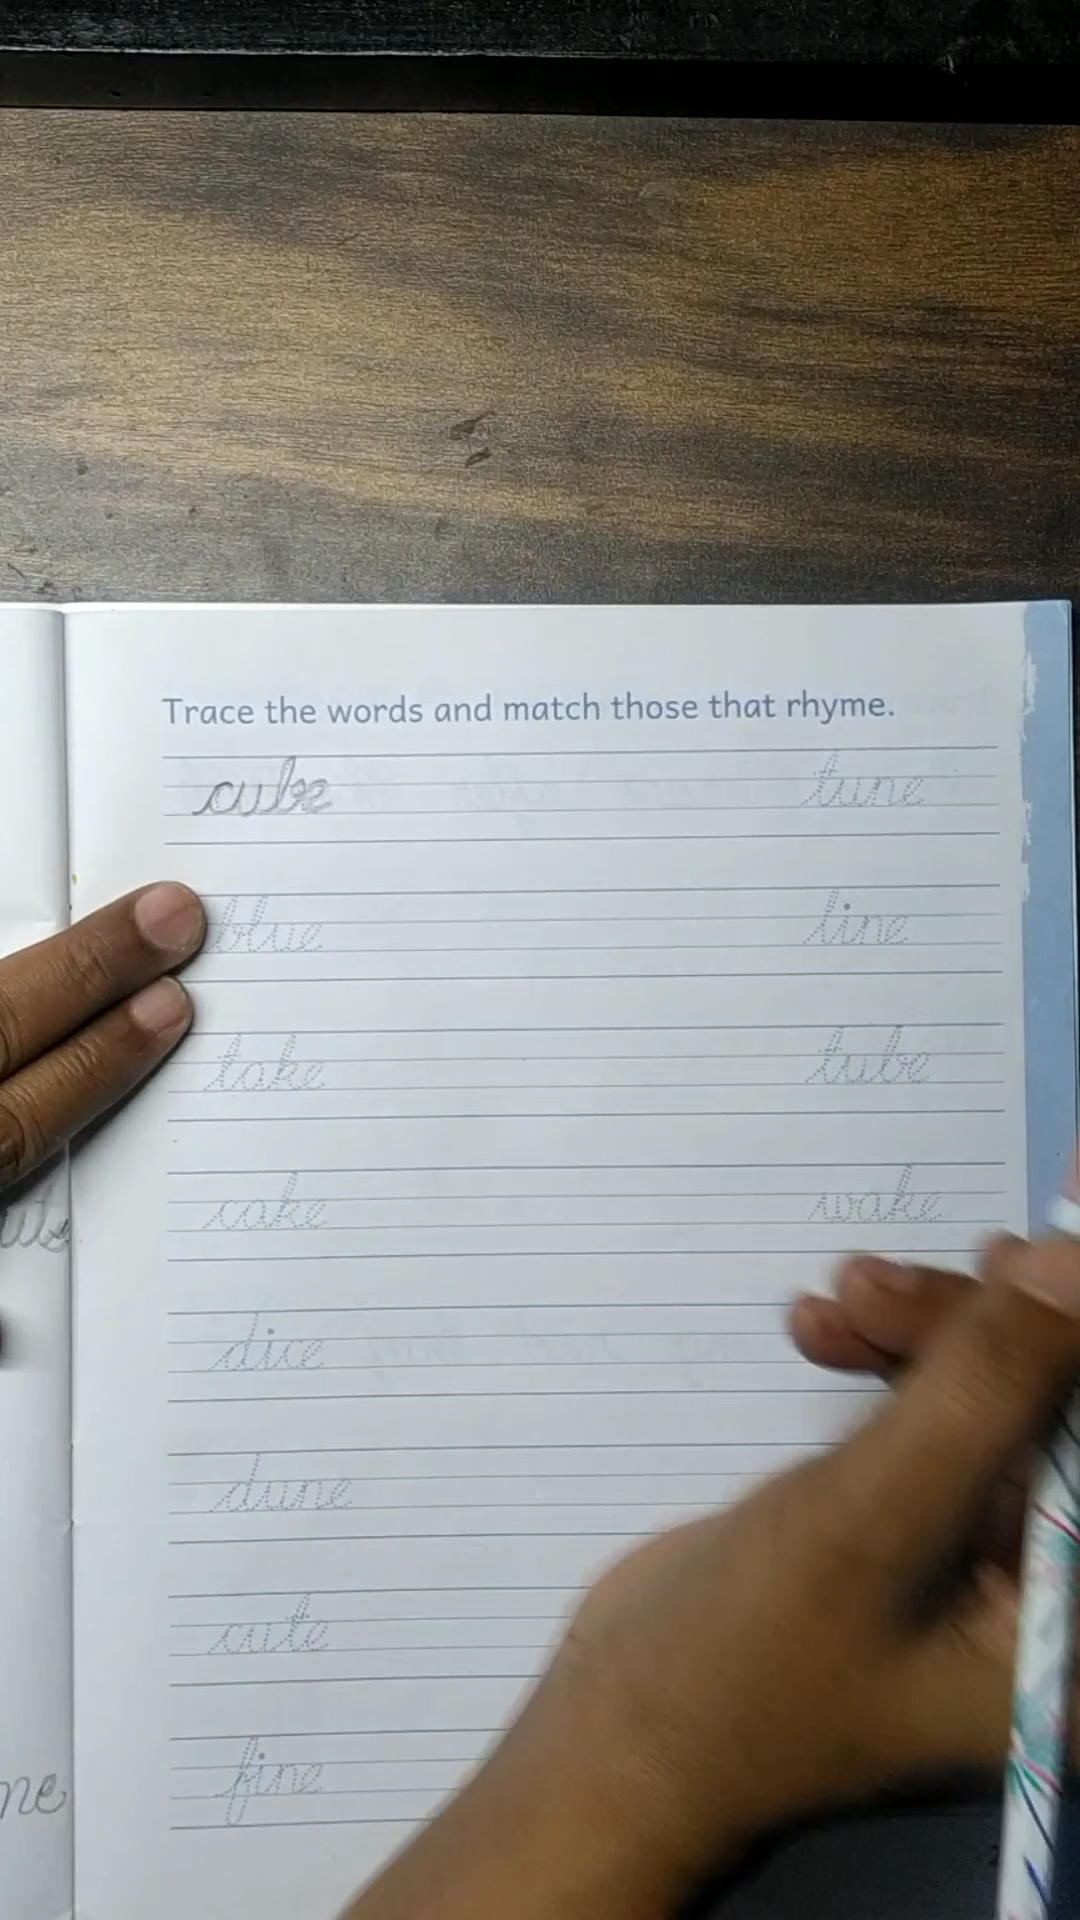 Trace the words and match those that rhyme.
cube tune
blue line
take tube
cake wake
dice
dune
cute
fine
ne